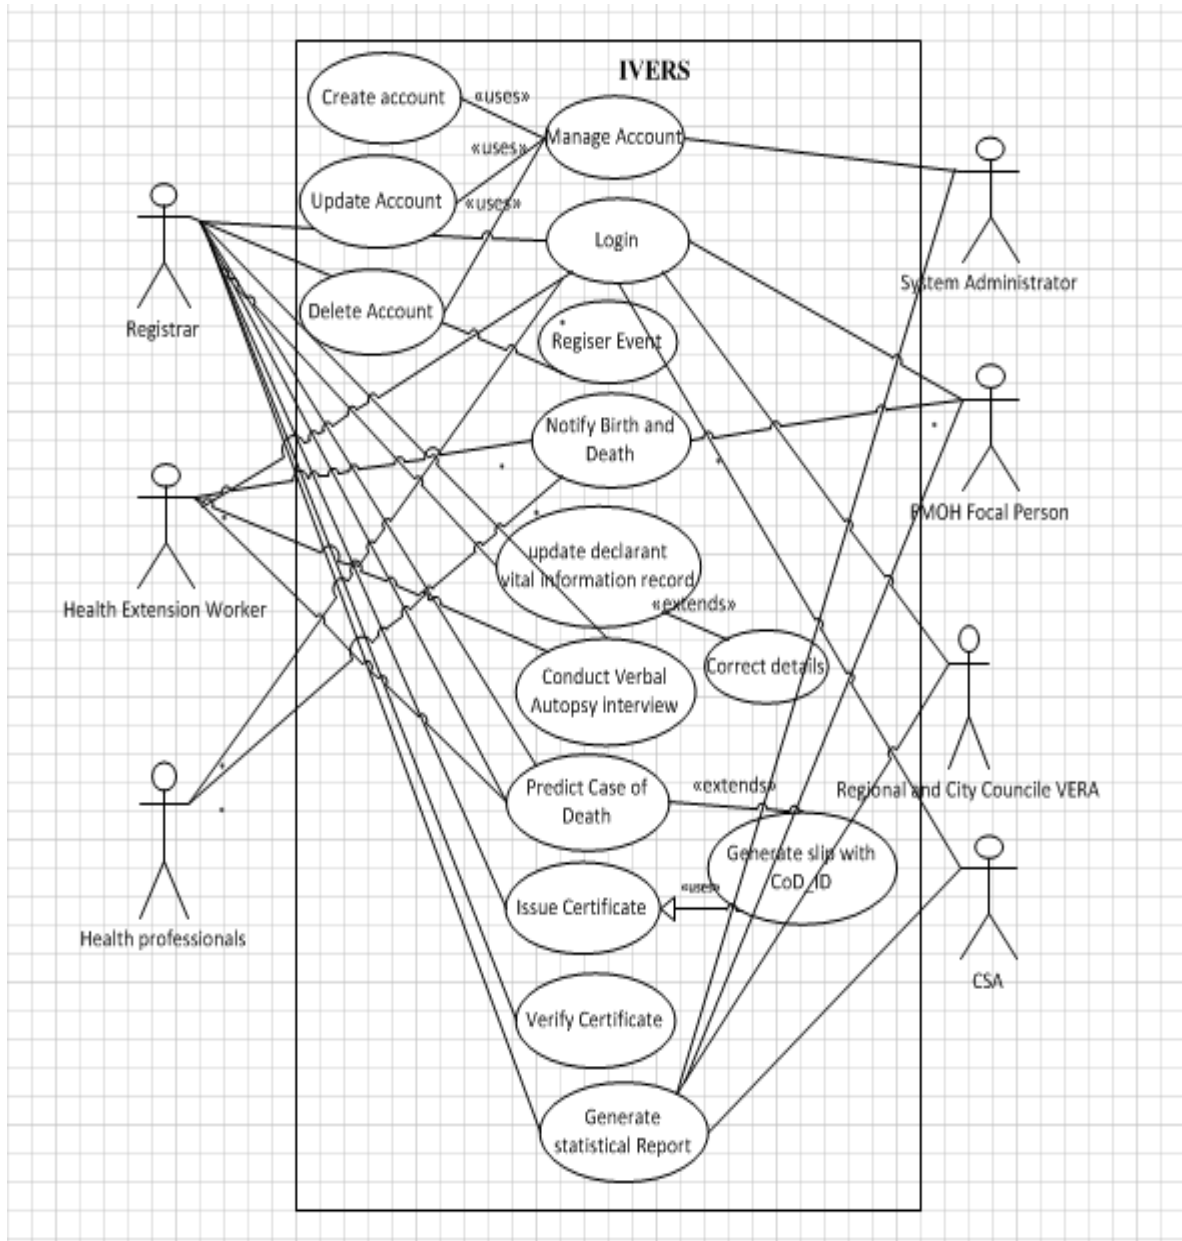 IVERS
Create account
«uses»
Manage Account
«uses»
Update Account
«uses»
Login
System Administrator
Registrar
Delete Account
*
Regiser Event
Notify Birth and
Death
*
*
*
FMOH Focal Person
*
*
Health Extension Worker
update declarant
vital information record
«extends»
Correct details
Conduct Verbal
Autopsy interview
*
*
Health professionals
Predict Case of
Death
«extends»
Regional and City Councile VERA
Generate slip with
CoD_ID
«uses»
Issue Certificate
CSA
Verify Certificate
Generate
statistical Report